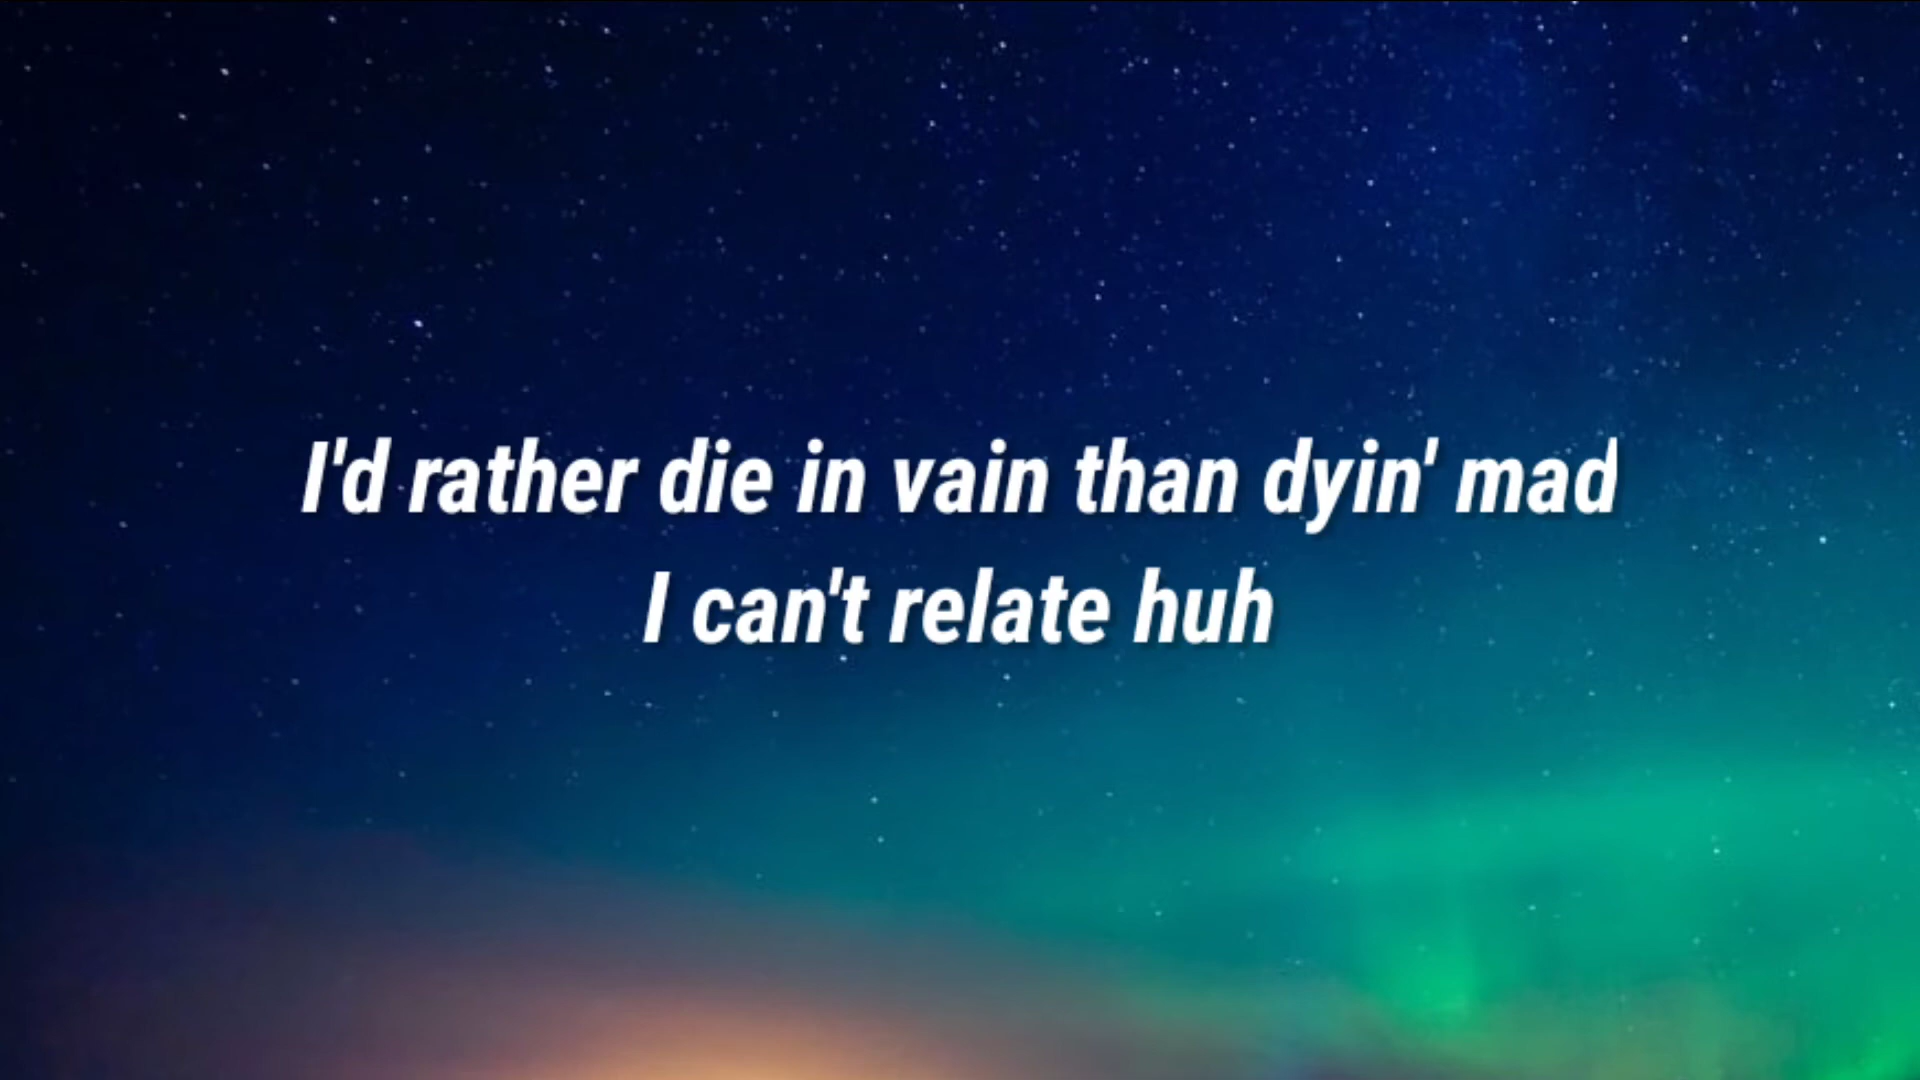 I'd rather die in vain than dyin' mad
I can't relate huh